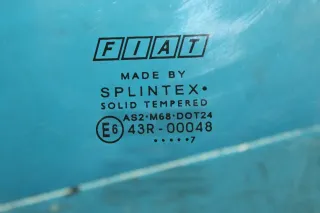 FIAT
MADE BY
SPLINTEX•
SOLID TEMPERED
AS2•M68•DOT24
E6 43R-00048
•••••7